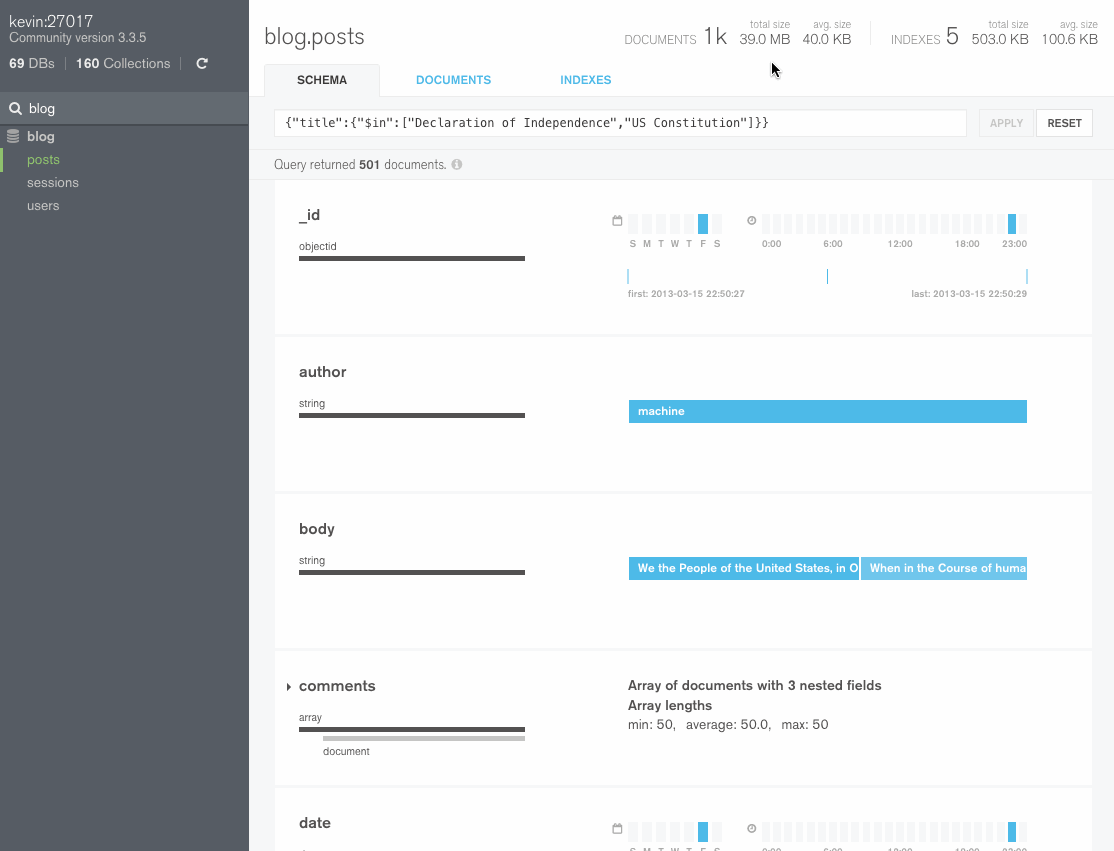 kevin:27017
Community version 3.3.5
69 DBs 160 Collections
blog
blog
posts
sessions
users
blog.posts
DOCUMENTS 1k total size 39.0 MB avg. size 40.0 KB
INDEXES 5 total size 503.0 KB avg. size 100.6 KB
SCHEMA DOCUMENTS INDEXES
{"title":{"$in":["Declaration of Independence","US Constitution"]}}
APPLY RESET
Query returned 501 documents.
_id
objectid
S M T W T F S
0:00 6:00 12:00 18:00 23:00
first: 2013-03-15 22:50:27 last: 2013-03-15 22:50:29
author
string
machine
body
string
We the People of the United States, in O
When in the Course of huma
comments
array
document
Array of documents with 3 nested fields
Array lengths
min: 50, average: 50.0, max: 50
date